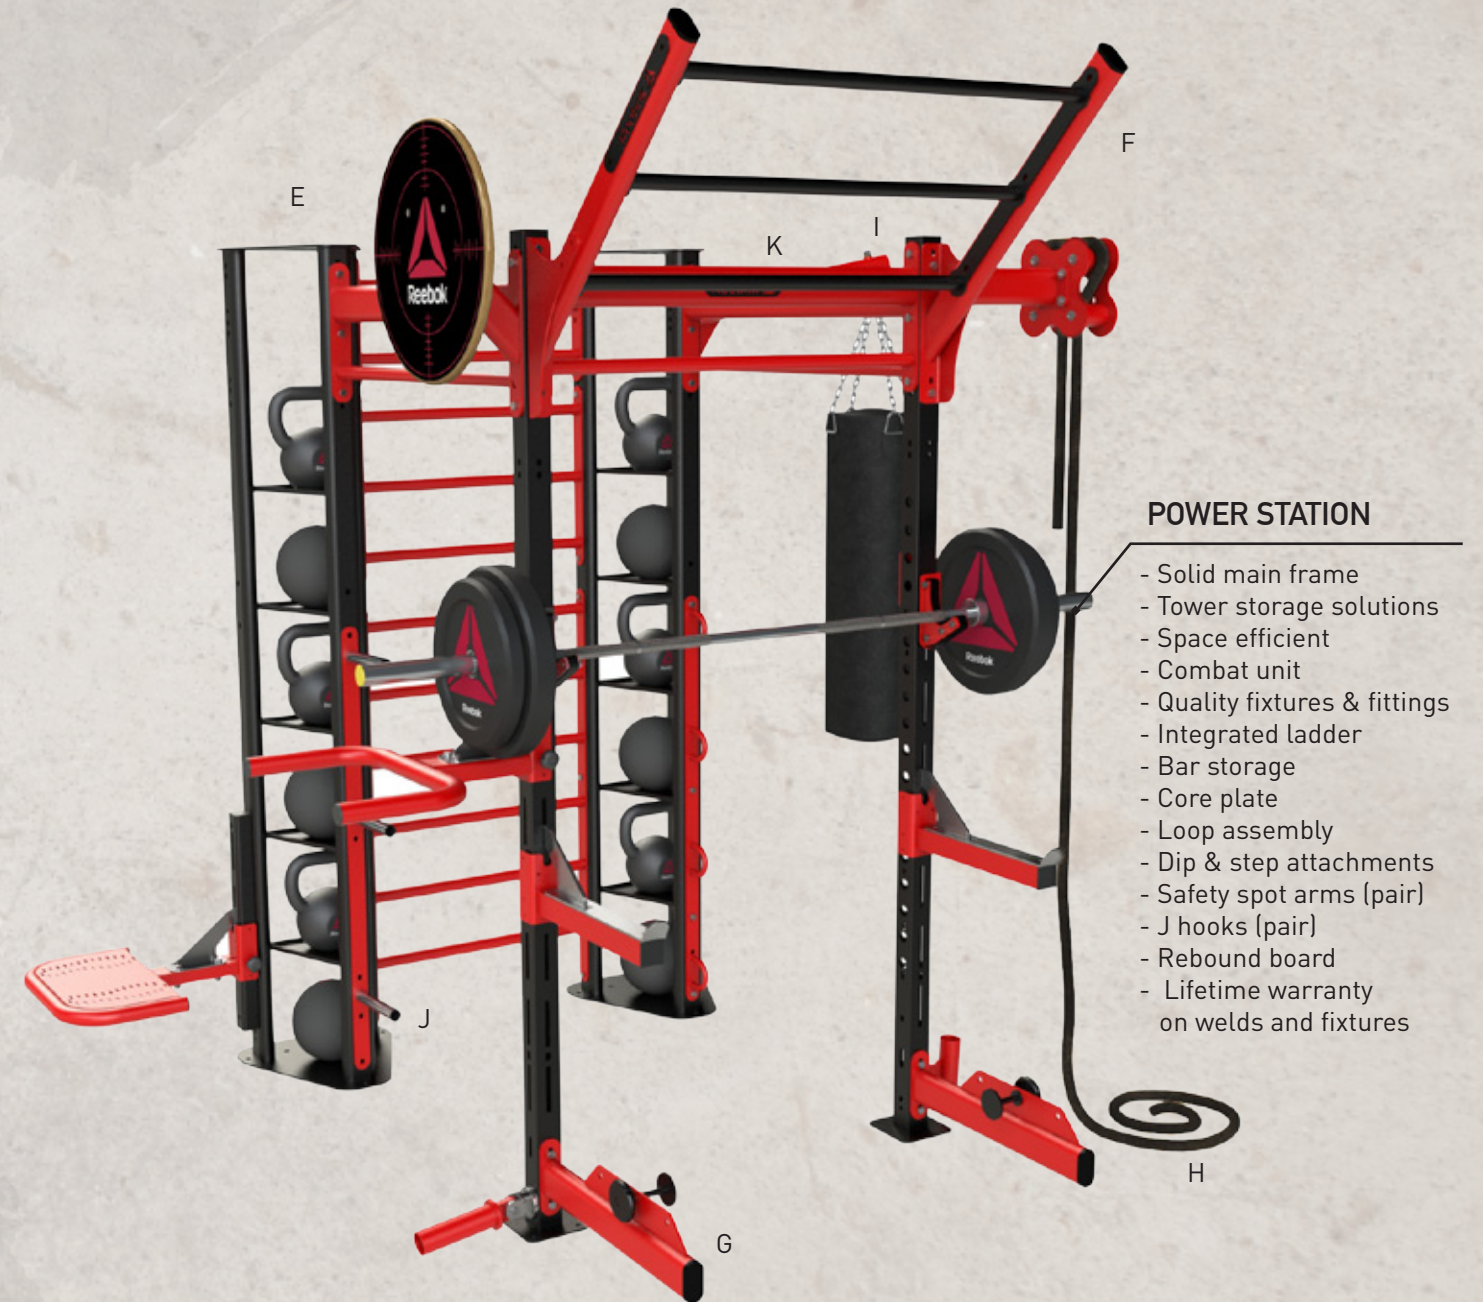 F
E
I
K
Reebok
POWER STATION
- Solid main frame
- Tower storage solutions
- Space efficient
- Combat unit
- Quality fixtures & fittings
- Integrated ladder
- Bar storage
- Core plate
- Loop assembly
- Dip & step attachments
- Safety spot arms (pair)
- J hooks (pair)
- Rebound board
- Lifetime warranty
on welds and fixtures
Reebok
Reebok
J
H
G